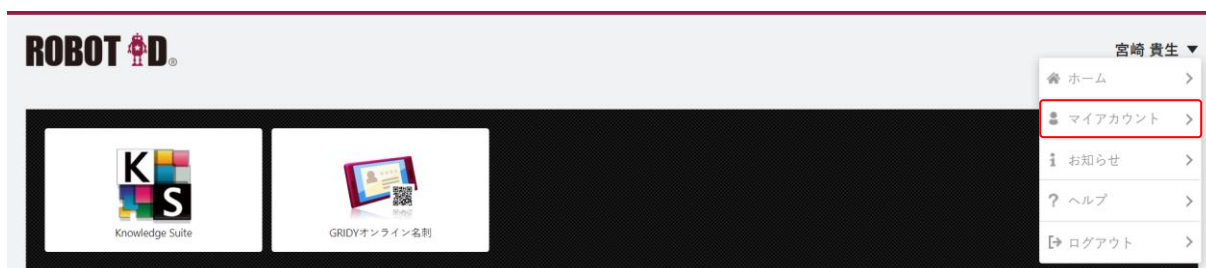 ROBOT ID®
宮崎 貴生 ▼
ホーム
マイアカウント
お知らせ
ヘルプ
ログアウト
KS
Knowledge Suite
GRIDYオンライン名刺